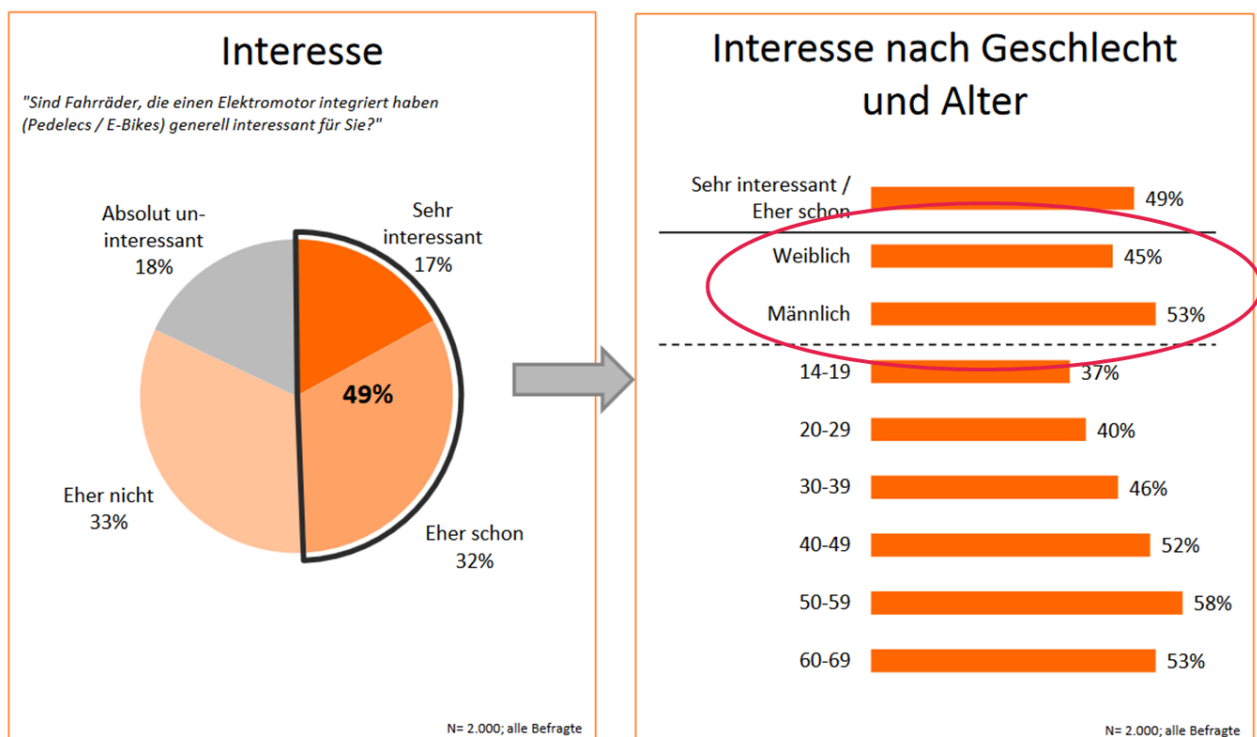 Interesse
"Sind Fahrräder, die einen Elektromotor integriert haben
(Pedelecs / E-Bikes) generell interessant für Sie?"
Absolut un-
interessant
18%
Sehr
interessant
17%
49%
Eher nicht
33%
Eher schon
32%
N= 2.000; alle Befragte
Interesse nach Geschlecht
und Alter
Sehr interessant /
Eher schon
49%
Weiblich
45%
Männlich
53%
14-19
37%
20-29
40%
30-39
46%
40-49
52%
50-59
58%
60-69
53%
N= 2.000; alle Befragte